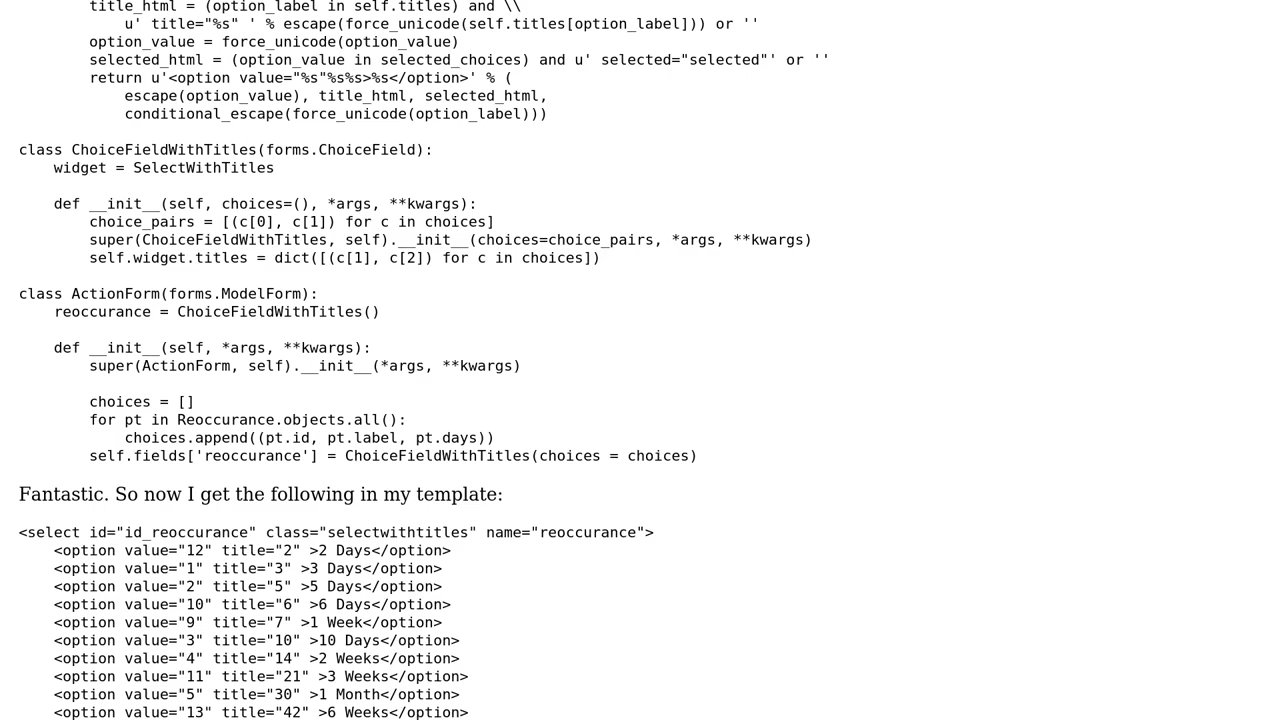 title_html = (option_label in self.titles) and \\
u' title="%s" ' % escape(force_unicode(self.titles[option_label])) or ''
option_value = force_unicode(option_value)
selected_html = (option_value in selected_choices) and u' selected="selected"' or ''
return u'<option value="%s"%s%s>%s</option>' % (
escape(option_value), title_html, selected_html,
conditional_escape(force_unicode(option_label)))
class ChoiceFieldWithTitles(forms.ChoiceField):
widget = SelectWithTitles
def __init__(self, choices=(), *args, **kwargs):
choice_pairs = [(c[0], c[1]) for c in choices]
super(ChoiceFieldWithTitles, self).__init__(choices=choice_pairs, *args, **kwargs)
self.widget.titles = dict([(c[1], c[2]) for c in choices])
class ActionForm(forms.ModelForm):
reoccurance = ChoiceFieldWithTitles()
def __init__(self, *args, **kwargs):
super(ActionForm, self).__init__(*args, **kwargs)
choices = []
for pt in Reoccurance.objects.all():
choices.append((pt.id, pt.label, pt.days))
self.fields['reoccurance'] = ChoiceFieldWithTitles(choices = choices)
Fantastic. So now I get the following in my template:
<select id="id_reoccurance" class="selectwithtitles" name="reoccurance">
<option value="12" title="2" >2 Days</option>
<option value="1" title="3" >3 Days</option>
<option value="2" title="5" >5 Days</option>
<option value="10" title="6" >6 Days</option>
<option value="9" title="7" >1 Week</option>
<option value="3" title="10" >10 Days</option>
<option value="4" title="14" >2 Weeks</option>
<option value="11" title="21" >3 Weeks</option>
<option value="5" title="30" >1 Month</option>
<option value="13" title="42" >6 Weeks</option>